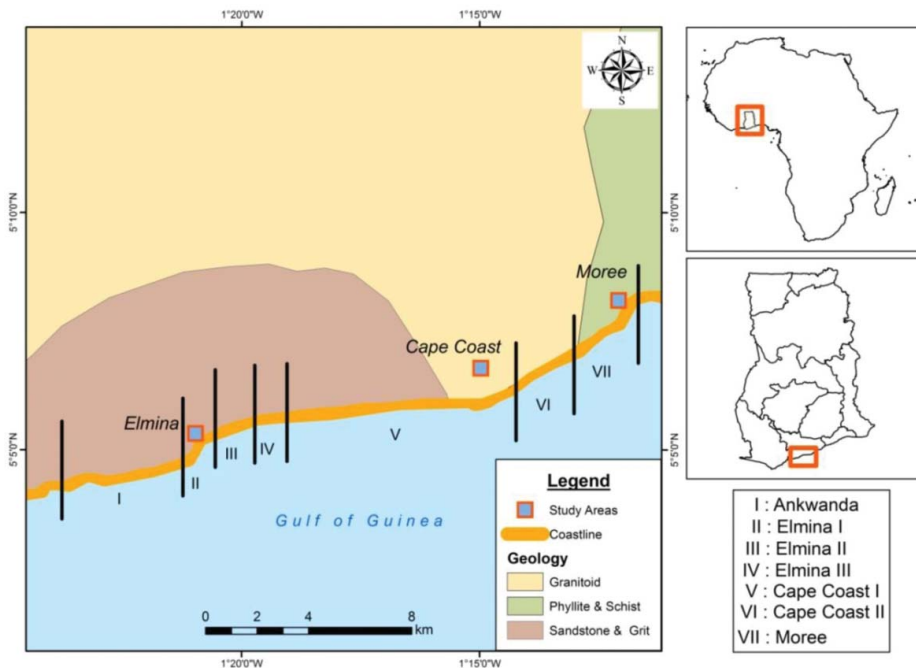 1°20'0"W
1°15'0"W
N
W E
S
5°10'0"N
5°10'0"N
Moree
Cape Coast
Elmina
VII
VI
V
IV
III
II
I
5°5'0"N
5°5'0"N
Gulf of Guinea
Legend
Study Areas
Coastline
Geology
Granitoid
Phyllite & Schist
Sandstone & Grit
0 2 4 8
km
1°20'0"W
1°15'0"W
I : Ankwanda
II : Elmina I
III : Elmina II
IV : Elmina III
V : Cape Coast I
VI : Cape Coast II
VII : Moree